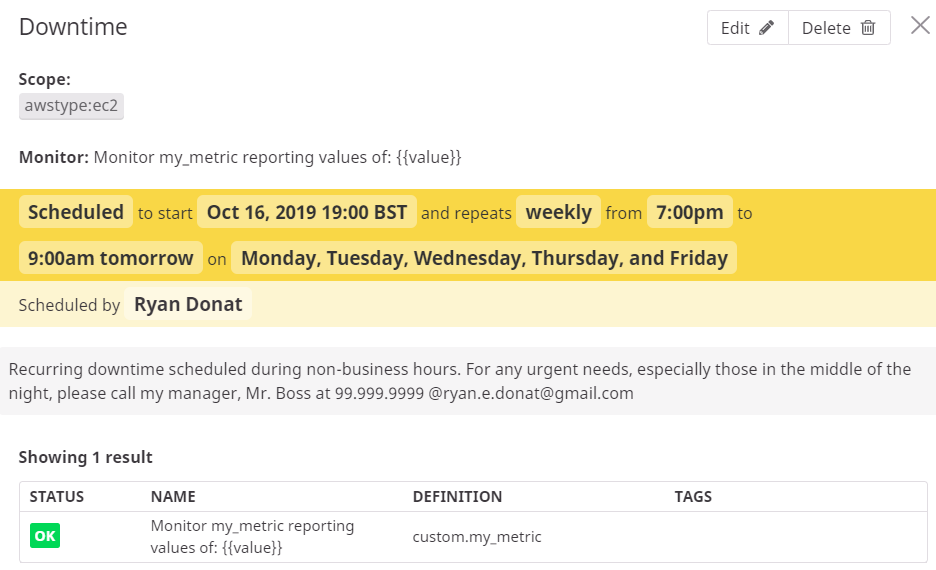 Downtime
Edit Delete
Scope:
awstype:ec2
Monitor: Monitor my_metric reporting values of: {{value}}
Scheduled to start Oct 16, 2019 19:00 BST and repeats weekly from 7:00pm to
9:00am tomorrow on Monday, Tuesday, Wednesday, Thursday, and Friday
Scheduled by Ryan Donat
Recurring downtime scheduled during non-business hours. For any urgent needs, especially those in the middle of the
night, please call my manager, Mr. Boss at 99.999.9999 @ryan.e.donat@gmail.com
Showing 1 result
STATUS NAME DEFINITION TAGS
OK Monitor my_metric reporting custom.my_metric
values of: {{value}}